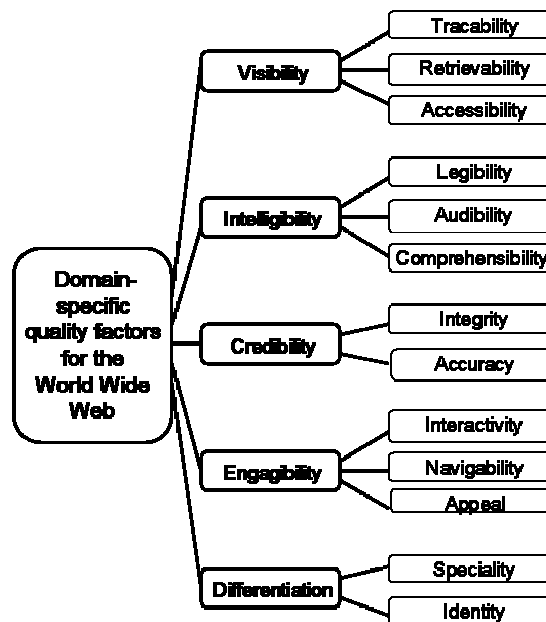 Domain-
specific
quality factors
for the
World Wide
Web
Visibility
Tracability
Retrievability
Accessibility
Intelligibility
Legibility
Audibility
Comprehensibility
Credibility
Integrity
Accuracy
Engagibility
Interactivity
Navigability
Appeal
Differentiation
Speciality
Identity